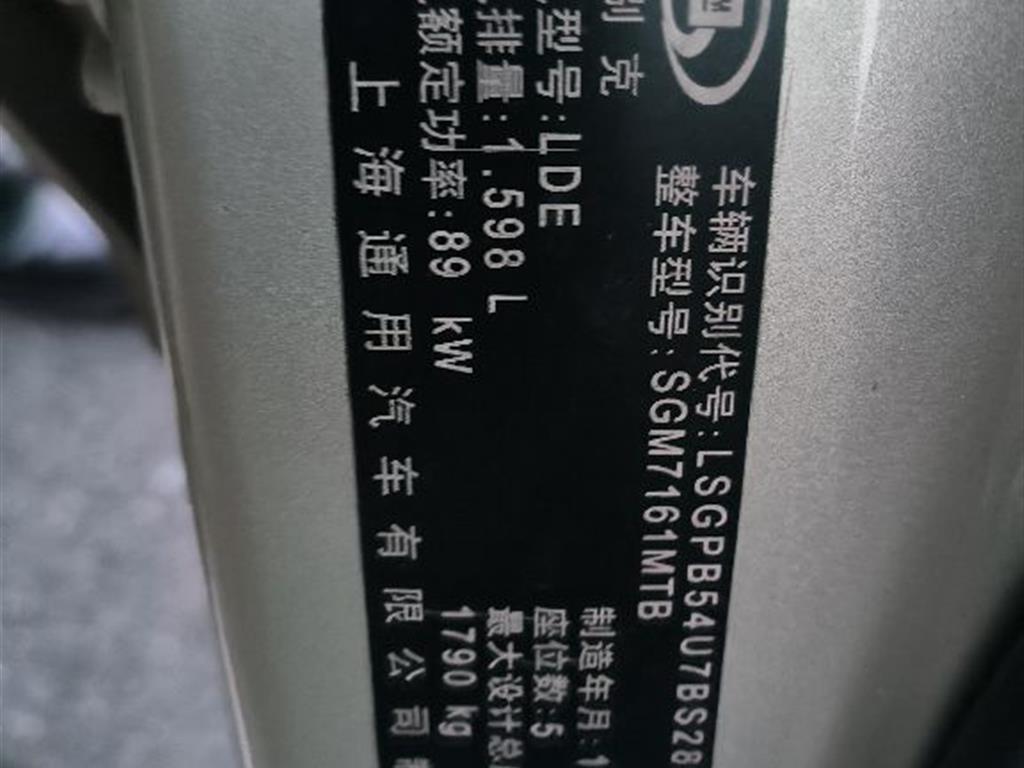 别克
GM
车辆识别代号:LSGPB54U7BS28
整车型号:SGM7161MTB
型号:LDE
排量:1.598 L
额定功率:89 kW
制造年月:1
座位数:5
最大设计总
1790 kg
上海通用汽车有限公司